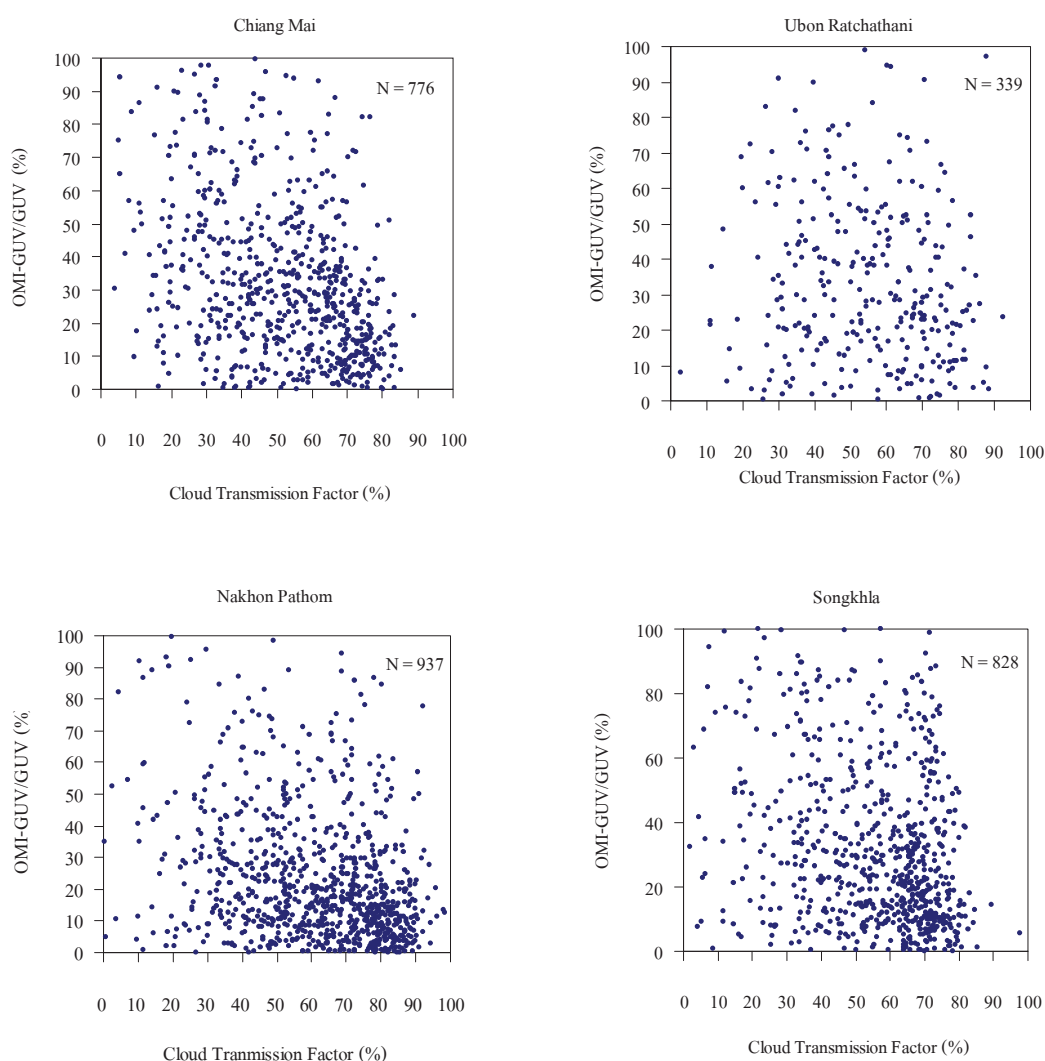 Chiang Mai
N = 776
OMI-GUV/GUV (%)
100
90
80
70
60
50
40
30
20
10
0
0 10 20 30 40 50 60 70 80 90 100
Cloud Transmission Factor (%)
Ubon Ratchathani
N = 339
OMI-GUV/GUV (%)
100
90
80
70
60
50
40
30
20
10
0
0 10 20 30 40 50 60 70 80 90 100
Cloud Transmission Factor (%)
Nakhon Pathom
N = 937
OMI-GUV/GUV (%)
100
90
80
70
60
50
40
30
20
10
0
0 10 20 30 40 50 60 70 80 90 100
Cloud Tranmission Factor (%)
Songkhla
N = 828
OMI-GUV/GUV (%)
100
80
60
40
20
0
0 10 20 30 40 50 60 70 80 90 100
Cloud Transmission Factor (%)